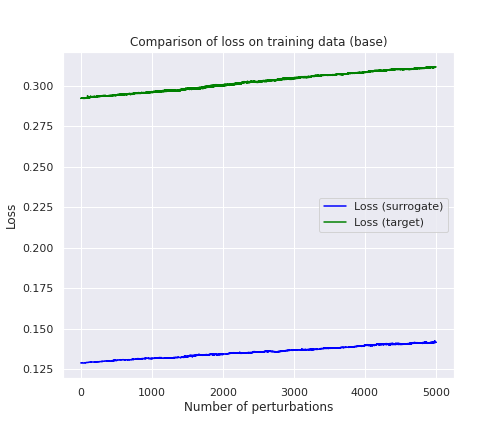 Comparison of loss on training data (base)
Loss
0.300
0.275
0.250
0.225
0.200
0.175
0.150
0.125
Loss (surrogate)
Loss (target)
0 1000 2000 3000 4000 5000
Number of perturbations